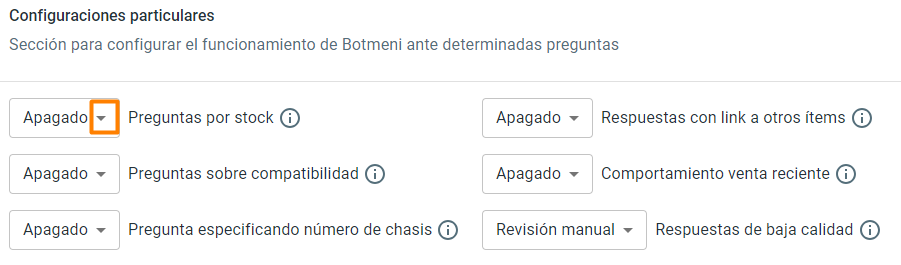 Configuraciones particulares
Sección para configurar el funcionamiento de Botmeni ante determinadas preguntas
Apagado Preguntas por stock Apagado Respuestas con link a otros ítems
Apagado Preguntas sobre compatibilidad Apagado Comportamiento venta reciente
Apagado Pregunta especificando número de chasis Revisión manual Respuestas de baja calidad